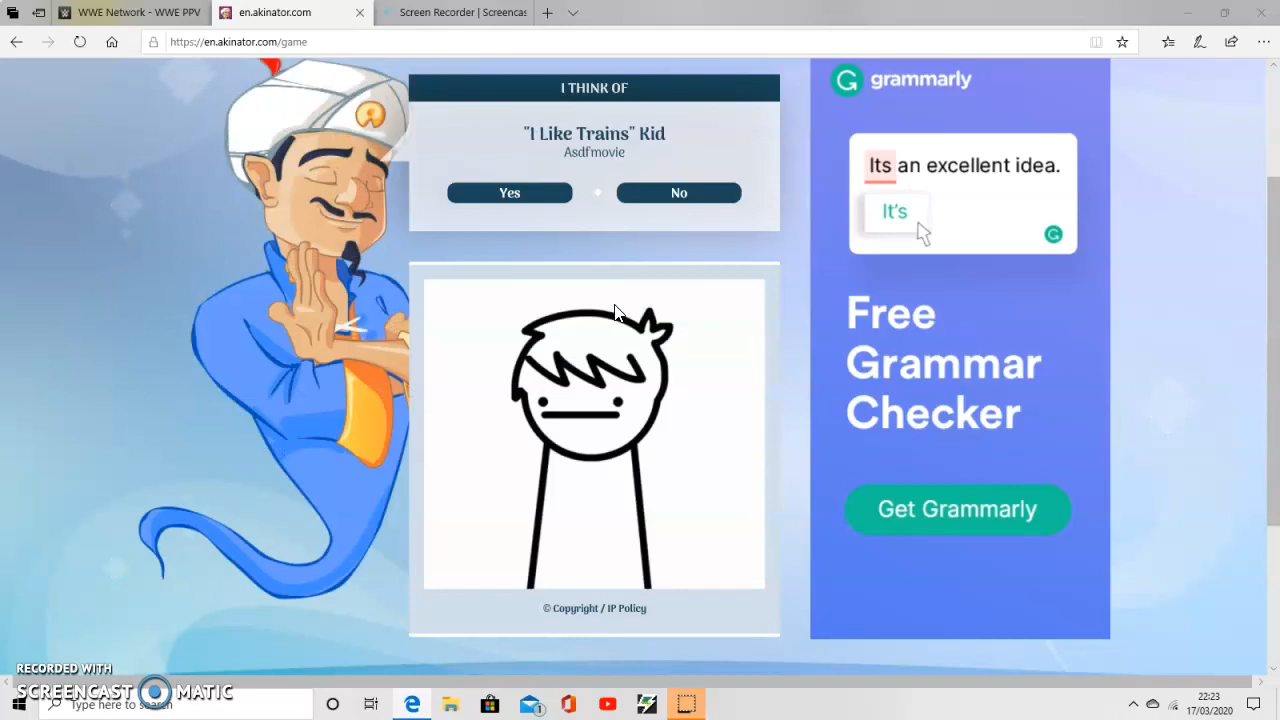 WWE Network - WWE PPV
en.akinator.com
Screen Recorder | Screencas
https://en.akinator.com/game
I THINK OF
"I Like Trains" Kid
Asdfmovie
Yes
No
© Copyright / IP Policy
grammarly
Its an excellent idea.
It's
Free
Grammar
Checker
Get Grammarly
RECORDED WITH
SCREENCAST MATIC
Type here to search
1
22:23
17/03/2020